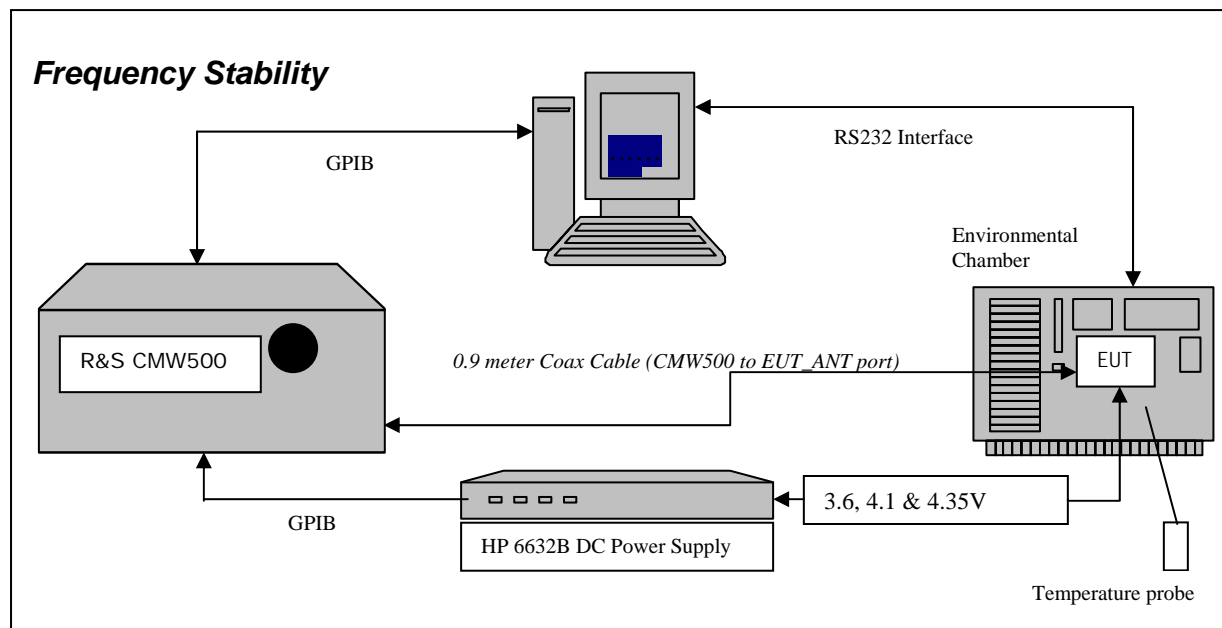 Frequency Stability
GPIB
RS232 Interface
Environmental
Chamber
R&S CMW500
0.9 meter Coax Cable (CMW500 to EUT_ANT port)
EUT
3.6, 4.1 & 4.35V
GPIB
HP 6632B DC Power Supply
Temperature probe